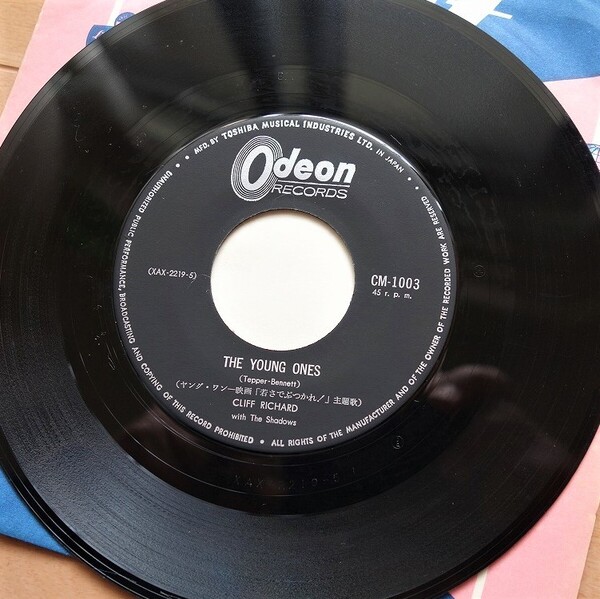 • MFD. BY TOSHIBA MUSICAL INDUSTRIES LTD. IN JAPAN •
Odeon
RECORDS
(XAX-2219-5)
CM-1003
45 r. p. m.
THE YOUNG ONES
(Tepper-Bennett)
(ヤング・ワン一映画「若さでぶつかれ!」主題歌)
CLIFF RICHARD
with The Shadows
UNAUTHORIZED PUBLIC PERFORMANCE, BROADCASTING AND COPYING OF THIS RECORD PROHIBITED • ALL RIGHTS OF THE MANUFACTURER AND OF THE OWNER OF THE RECORDED WORK ARE RESERVED